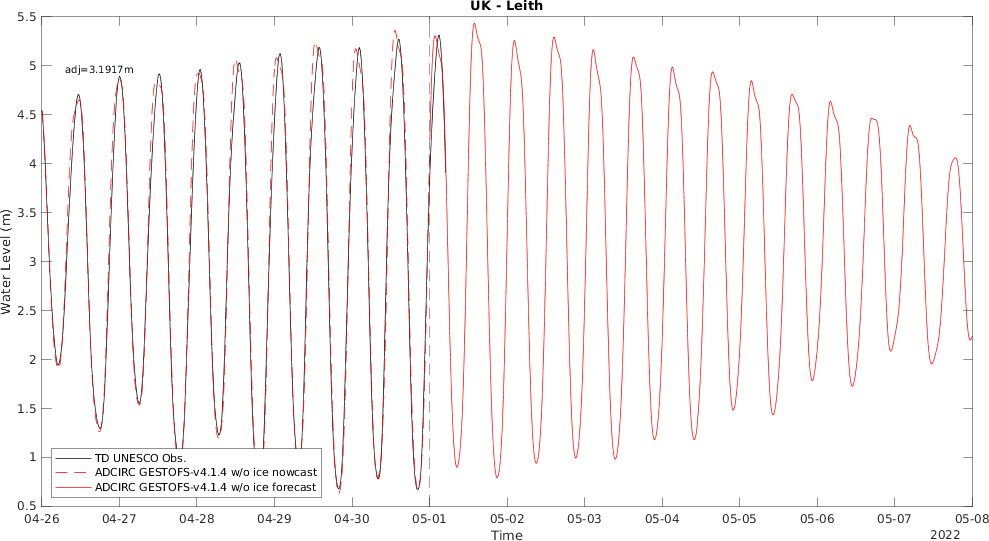 UK - Leith
adj=3.1917m
Water Level (m)
5.5
5
4.5
4
3.5
3
2.5
2
1.5
1
0.5
TD UNESCO Obs.
ADCIRC GESTOFS-v4.1.4 w/o ice nowcast
ADCIRC GESTOFS-v4.1.4 w/o ice forecast
04-26 04-27 04-28 04-29 04-30 05-01 05-02 05-03 05-04 05-05 05-06 05-07 05-08
Time
2022